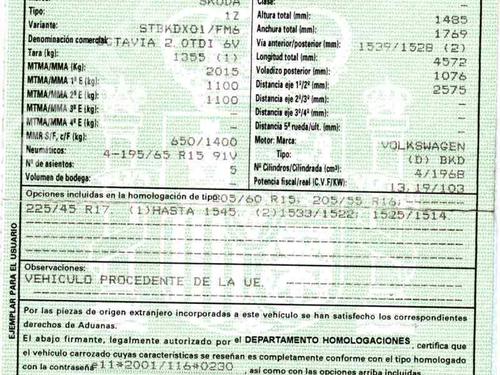 SKODA
Tipo: 1Z
Variante: STBKDX01/FM6
Denominación comercial: OCTAVIA 2.0TDI 6V
Tara (kg): 1355 (1)
MTMA/MMA (Kg): 2015
MTMA/MMA 1º E (kg): 1100
MTMA/MMA 2º E (kg): 1100
MTMA/MMA 3º E (kg): –
MTMA/MMA 4º E (kg): –
MMR S/F, c/F (kg): 650/1400
Neumáticos: 4-195/65 R15 91V
Nº de asientos: 5
Volumen de bodega: –
Clase: –
Altura total (mm): 1485
Anchura total (mm): 1769
Vía anterior/posterior (mm): 1539/1528 (2)
Longitud total (mm): 4572
Voladizo posterior (mm): 1076
Distancia eje 1º/2º (mm): 2575
Distancia eje 2º/3º (mm): –
Distancia eje 3º/4º (mm): –
Distancia 5ª rueda/ult. (mm): –
Motor: Marca: VOLKSWAGEN
Tipo: (D) BKD
Nº Cilindros/Cilindrada (cm³): 4/1968
Potencia fiscal/real (C.V.F/KW): 13,19/103
Opciones incluidas en la homologación de tipo: 205/60 R15; 205/55 R16;
225/45 R17. (1)HASTA 1545. (2)1533/1522; 1525/1514.
Observaciones:
VEHICULO PROCEDENTE DE LA UE.
EJEMPLAR PARA EL USUARIO
Por las piezas de origen extranjero incorporadas a este vehículo se han satisfecho los correspondientes
derechos de Aduanas.
El abajo firmante, legalmente autorizado por el DEPARTAMENTO HOMOLOGACIONES, certifica que
el vehículo carrozado cuyas características se reseñan es completamente conforme con el tipo homologado
con la contraseña e11*2001/116*0230, así como con las opciones arriba incluidas.